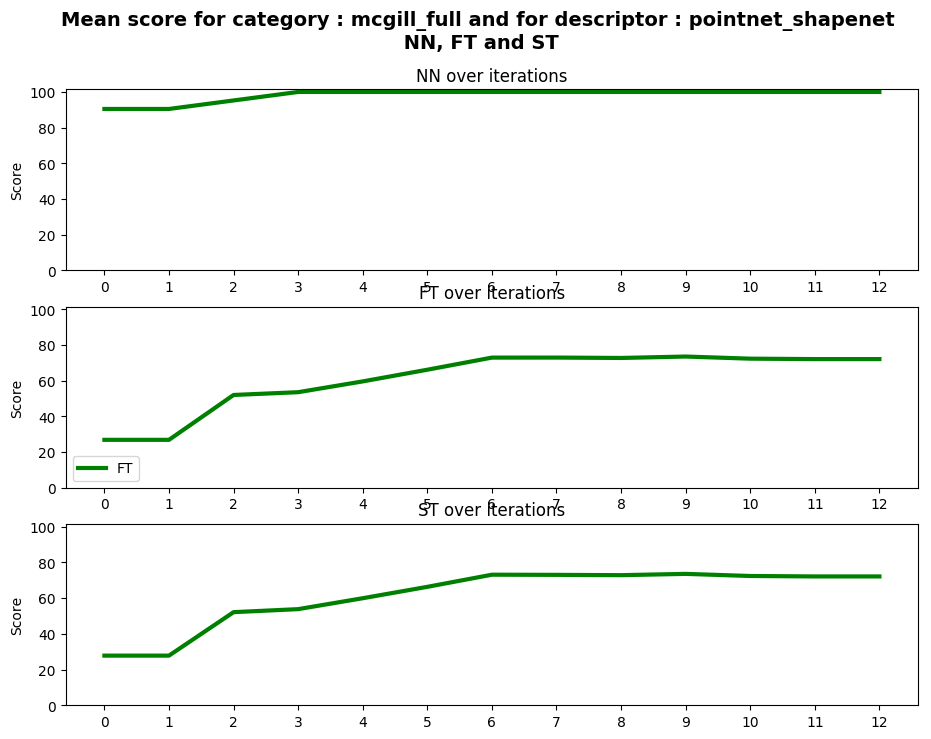 Mean score for category : mcgill_full and for descriptor : pointnet_shapenet
NN, FT and ST
NN over iterations
100
80
60
40
20
0
Score
0 1 2 3 4 5 6 7 8 9 10 11 12
FT over iterations
100
80
60
40
20
0
Score
FT
0 1 2 3 4 5 6 7 8 9 10 11 12
ST over iterations
100
80
60
40
20
0
Score
0 1 2 3 4 5 6 7 8 9 10 11 12